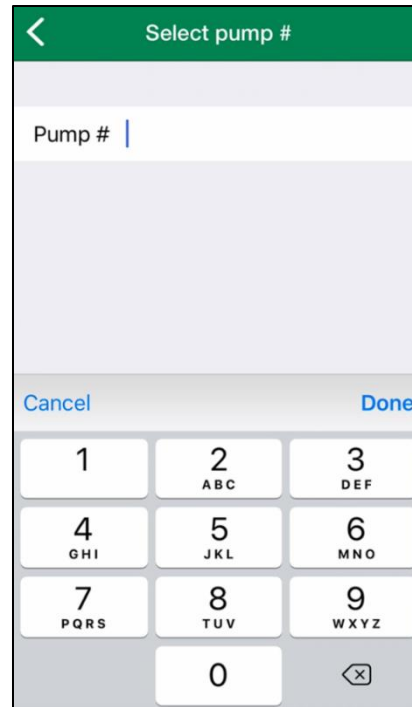 Select pump #
Pump #
Cancel Done
1 2 3
ABC DEF
4 5 6
GHI JKL MNO
7 8 9
PQRS TUV WXYZ
0